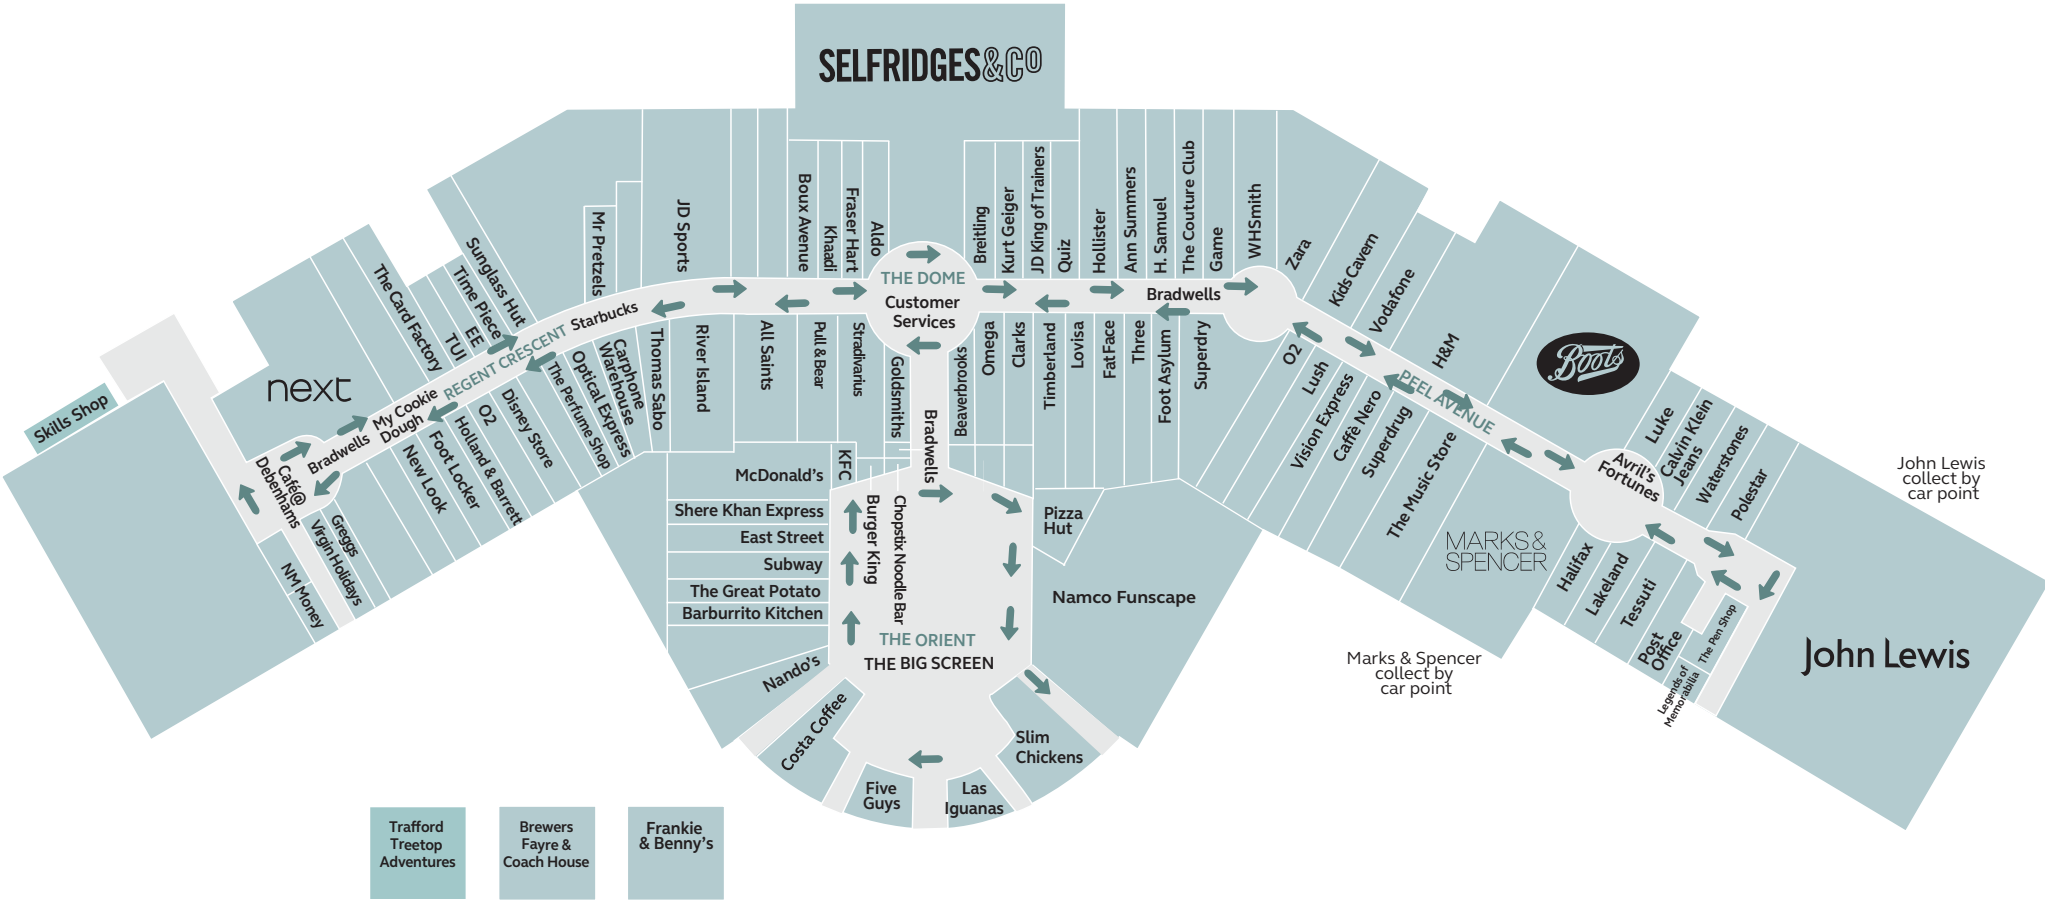 SELFRIDGES&CO
Skills Shop
next
The Card Factory
TUI
EE
Time Piece
Sunglass Hut
Mr Pretzels
JD Sports
Boux Avenue
Khaadi
Fraser Hart
Aldo
Breitling
Kurt Geiger
JD King of Trainers
Quiz
Hollister
Ann Summers
H. Samuel
The Couture Club
Game
WHSmith
Zara
Kids Cavern
Vodafone
H&M
Boots
Luke
Calvin Klein
Jeans
Waterstones
Polestar
John Lewis
collect by
car point
Café@
Debenhams
Bradwells
My Cookie
Dough
REGENT CRESCENT
Starbucks
THE DOME
Customer
Services
Bradwells
PEEL AVENUE
Avril's
Fortunes
NM Money
Virgin Holidays
Greggs
New Look
Foot Locker
Holland & Barrett
O2
Disney Store
The Perfume Shop
Optical Express
Carphone
Warehouse
Thomas Sabo
River Island
All Saints
Pull & Bear
Stradivarius
Goldsmiths
Bradwells
Beaverbrooks
Omega
Clarks
Timberland
Lovisa
Fat Face
Three
Foot Asylum
Superdry
O2
Lush
Vision Express
Caffè Nero
Superdrug
The Music Store
MARKS &
SPENCER
Halifax
Lakeland
Tessuti
Post
Office
The Pen Shop
Legends of
Memorabilia
John Lewis
Marks & Spencer
collect by
car point
McDonald's
KFC
Shere Khan Express
East Street
Subway
The Great Potato
Barburrito Kitchen
Nando's
Burger King
Chopstix Noodle Bar
Pizza
Hut
Namco Funscape
THE ORIENT
THE BIG SCREEN
Costa Coffee
Five
Guys
Las
Iguanas
Slim
Chickens
Trafford
Treetop
Adventures
Brewers
Fayre &
Coach House
Frankie
& Benny's